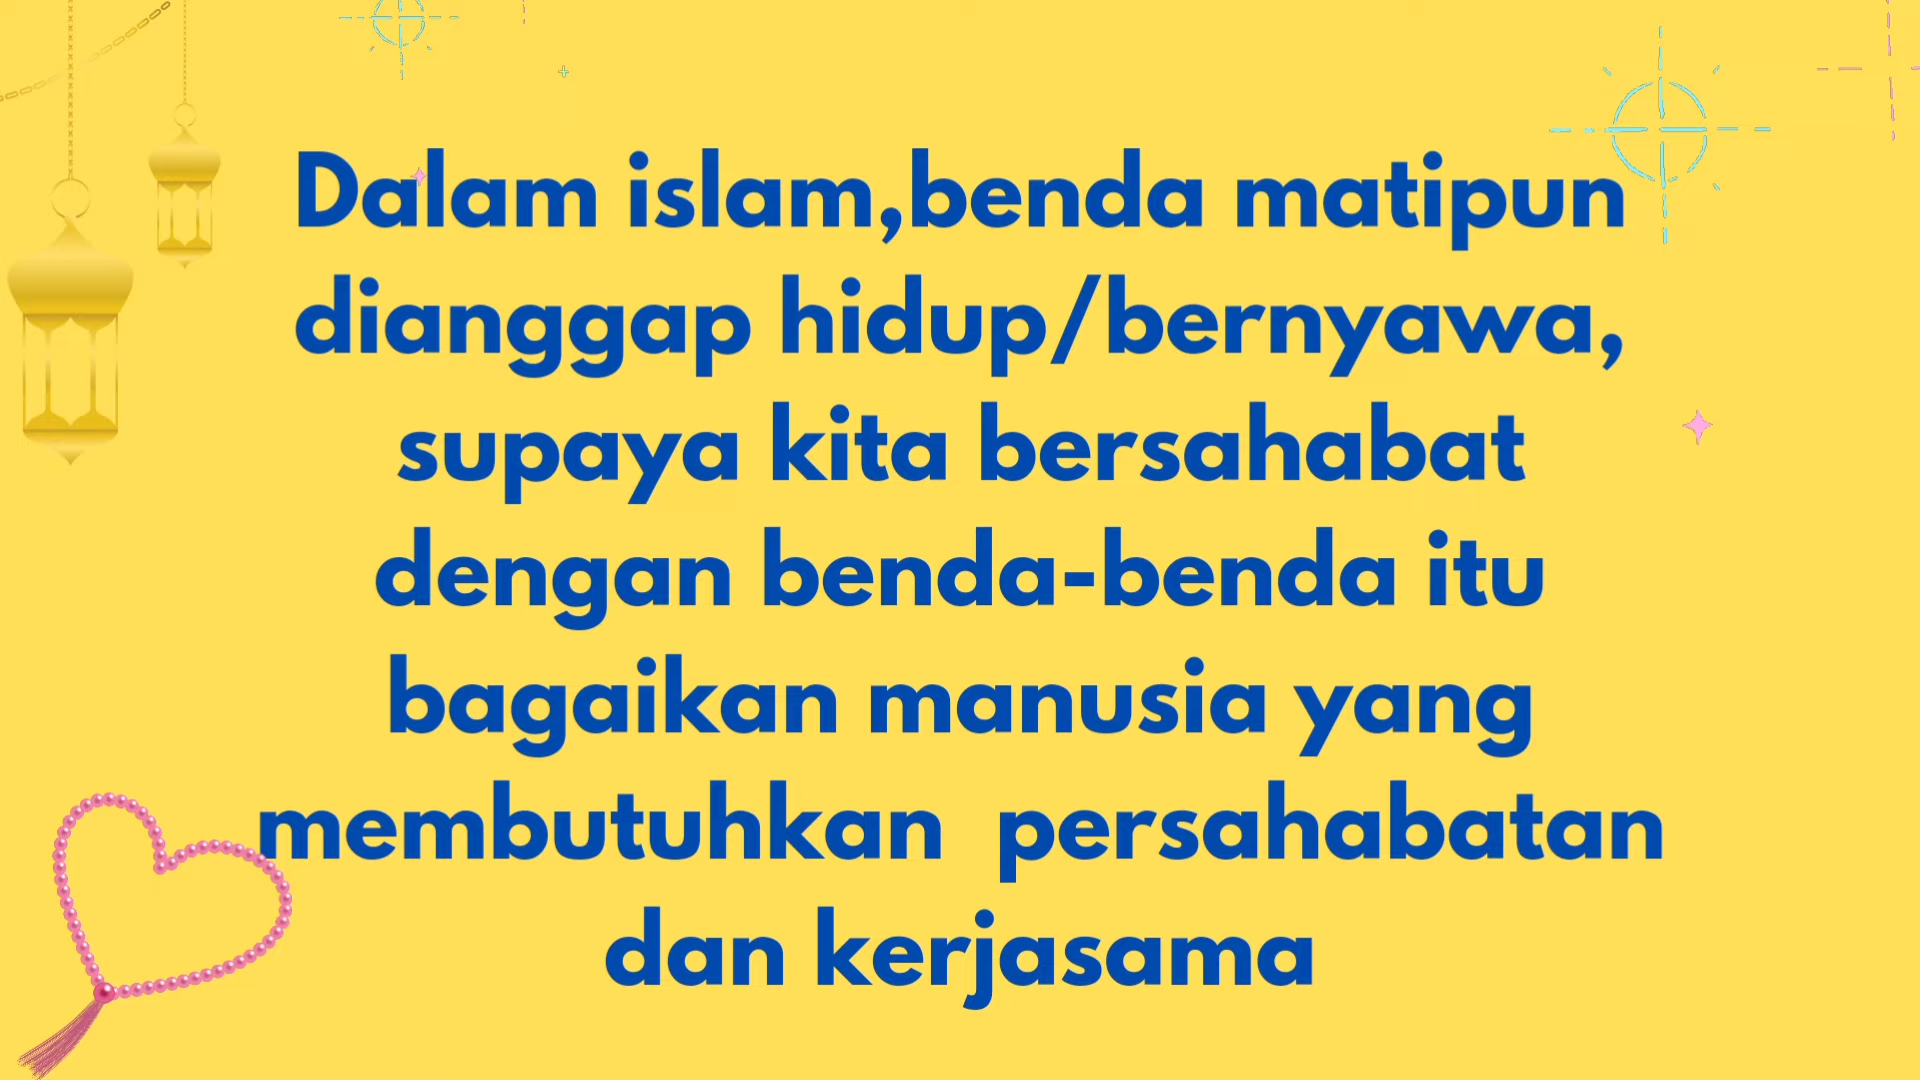 Dalam islam,benda matipun
dianggap hidup/bernyawa,
supaya kita bersahabat
dengan benda-benda itu
bagaikan manusia yang
membutuhkan  persahabatan
dan kerjasama